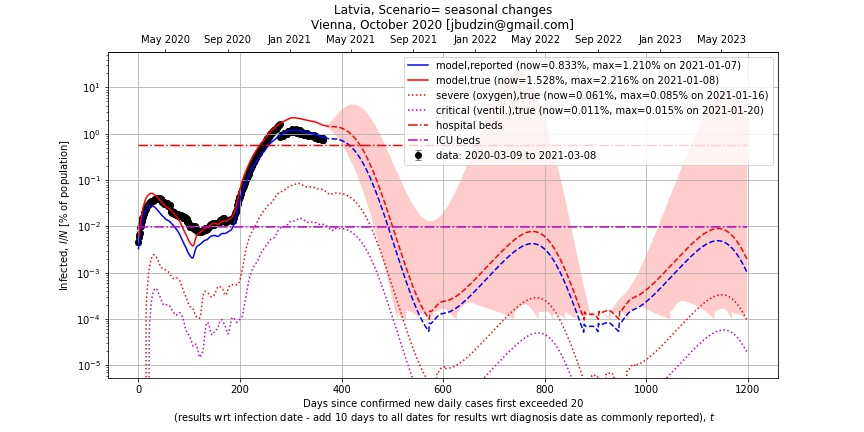 Latvia, Scenario= seasonal changes
Vienna, October 2020 [jbudzin@gmail.com]
May 2020 Sep 2020 Jan 2021 May 2021 Sep 2021 Jan 2022 May 2022 Sep 2022 Jan 2023 May 2023
model,reported (now=0.833%, max=1.210% on 2021-01-07)
model,true (now=1.528%, max=2.216% on 2021-01-08)
severe (oxygen),true (now=0.061%, max=0.085% on 2021-01-16)
critical (ventil.),true (now=0.011%, max=0.015% on 2021-01-20)
hospital beds
ICU beds
data: 2020-03-09 to 2021-03-08
Infected, I/N [% of population]
10¹
10⁰
10⁻¹
10⁻²
10⁻³
10⁻⁴
10⁻⁵
0 200 400 600 800 1000 1200
Days since confirmed new daily cases first exceeded 20
(results wrt infection date - add 10 days to all dates for results wrt diagnosis date as commonly reported), t